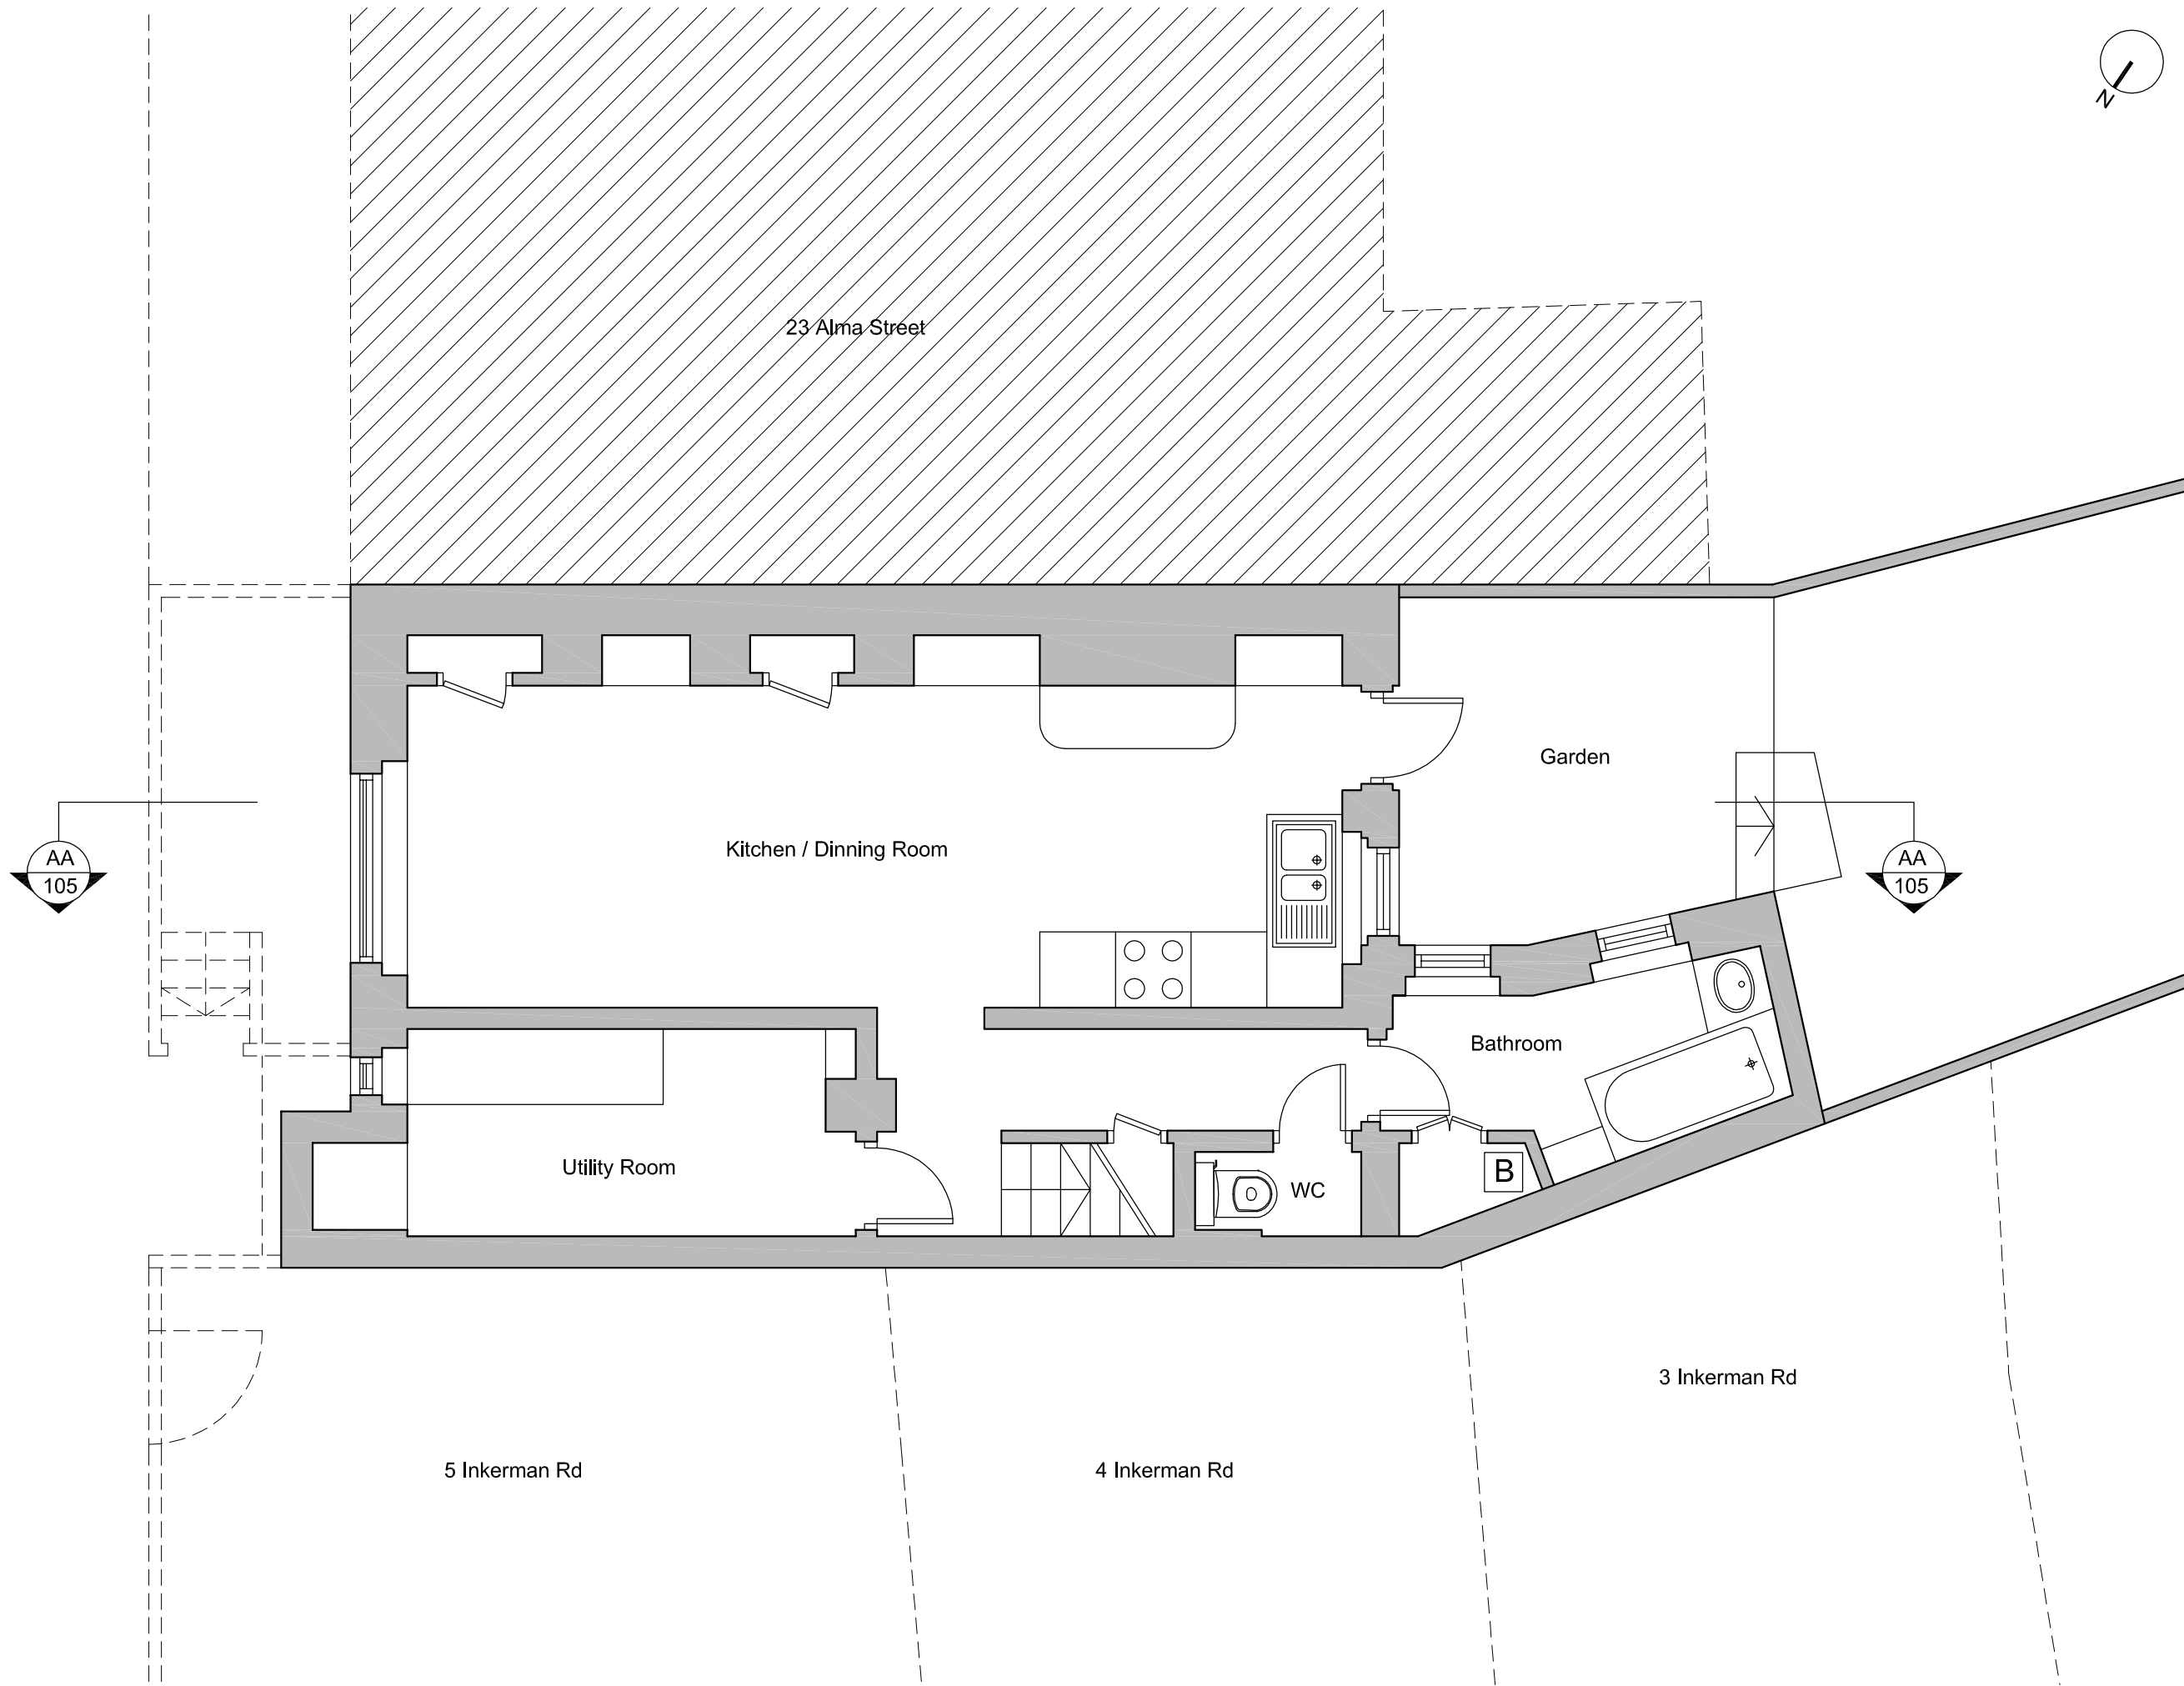 N
23 Alma Street
Garden
Kitchen / Dinning Room
AA
105
AA
105
Bathroom
Utility Room
B
WC
3 Inkerman Rd
5 Inkerman Rd
4 Inkerman Rd